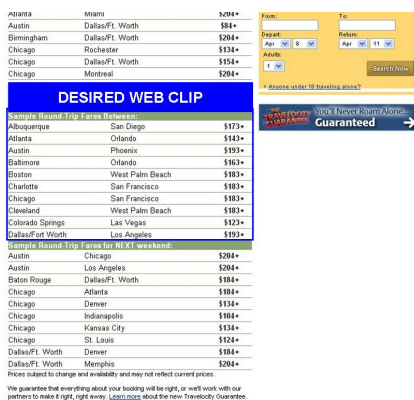 Atlanta Miami $204+
Austin Dallas/Ft. Worth $84+
Birmingham Dallas/Ft. Worth $204+
Chicago Rochester $134+
Chicago Dallas/Ft. Worth $154+
Chicago Montreal $204+
DESIRED WEB CLIP
Sample Round-Trip Fares Between:
Albuquerque San Diego $173+
Atlanta Orlando $143+
Austin Phoenix $193+
Baltimore Orlando $163+
Boston West Palm Beach $183+
Charlotte San Francisco $183+
Chicago San Francisco $183+
Cleveland West Palm Beach $183+
Colorado Springs Las Vegas $123+
Dallas/Fort Worth Los Angeles $193+
Sample Round-Trip Fares for NEXT weekend:
Austin Chicago $204+
Austin Los Angeles $204+
Baton Rouge Dallas/Ft. Worth $184+
Chicago Atlanta $184+
Chicago Denver $134+
Chicago Indianapolis $104+
Chicago Kansas City $134+
Chicago St. Louis $124+
Dallas/Ft. Worth Denver $184+
Dallas/Ft. Worth Memphis $204+
Prices subject to change and availability and may not reflect current prices.
We guarantee that everything about your booking will be right, or we'll work with our
partners to make it right, right away. Learn more about the new Travelocity Guarantee.
From: To:
Depart: Return:
Apr 8 Apr 11
Adults:
1 Search Now
> Anyone under 18 traveling alone?
THE TRAVELOCITY GUARANTEE
You'll Never Roam Alone.
Guaranteed